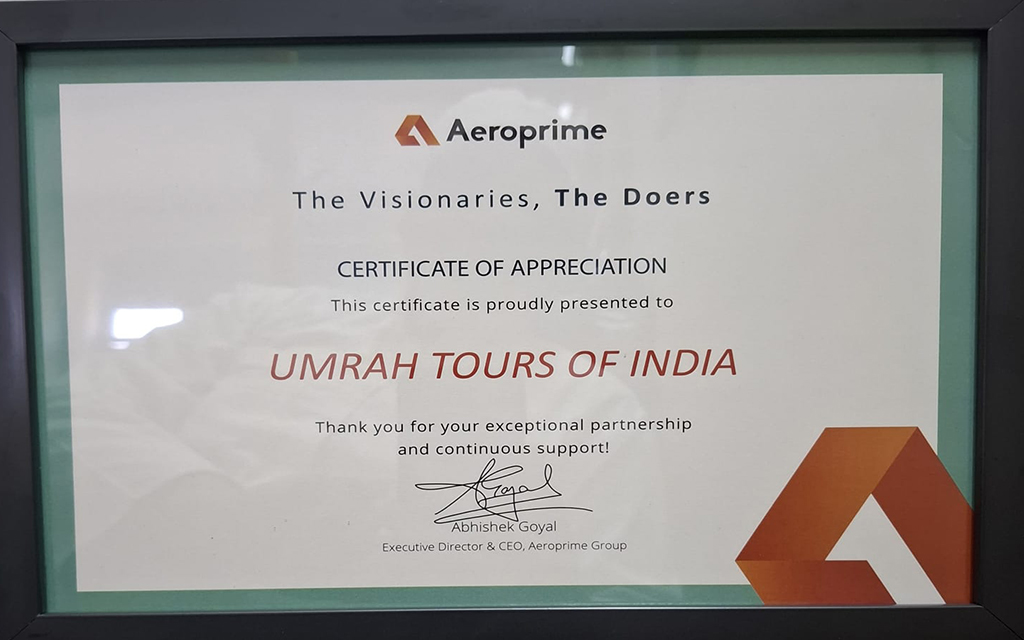 Aeroprime
The Visionaries, The Doers
CERTIFICATE OF APPRECIATION
This certificate is proudly presented to
UMRAH TOURS OF INDIA
Thank you for your exceptional partnership
and continuous support!
AGoyal
Abhishek Goyal
Executive Director & CEO, Aeroprime Group